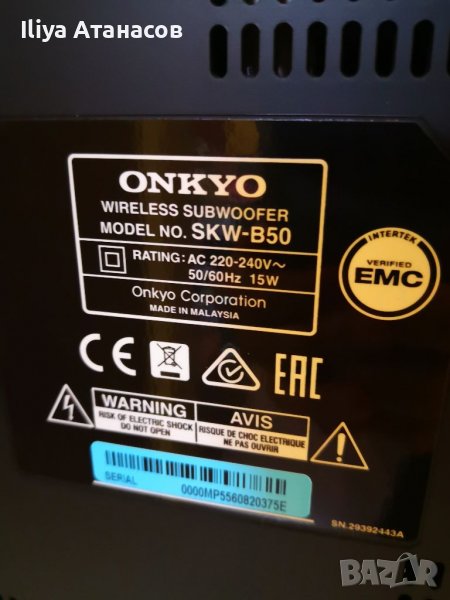 Iliya Атанасов
ONKYO
WIRELESS SUBWOOFER
MODEL NO. SKW-B50
RATING: AC 220-240V~
50/60Hz 15W
Onkyo Corporation
MADE IN MALAYSIA
INTERTEK
VERIFIED
EMC
CE
EAC
WARNING
RISK OF ELECTRIC SHOCK
DO NOT OPEN
AVIS
RISQUE DE CHOC ELECTRIQUE
NE PAS OUVRIR
SERIAL
0000MP5560820375E
SN.29392443A
BAZAR